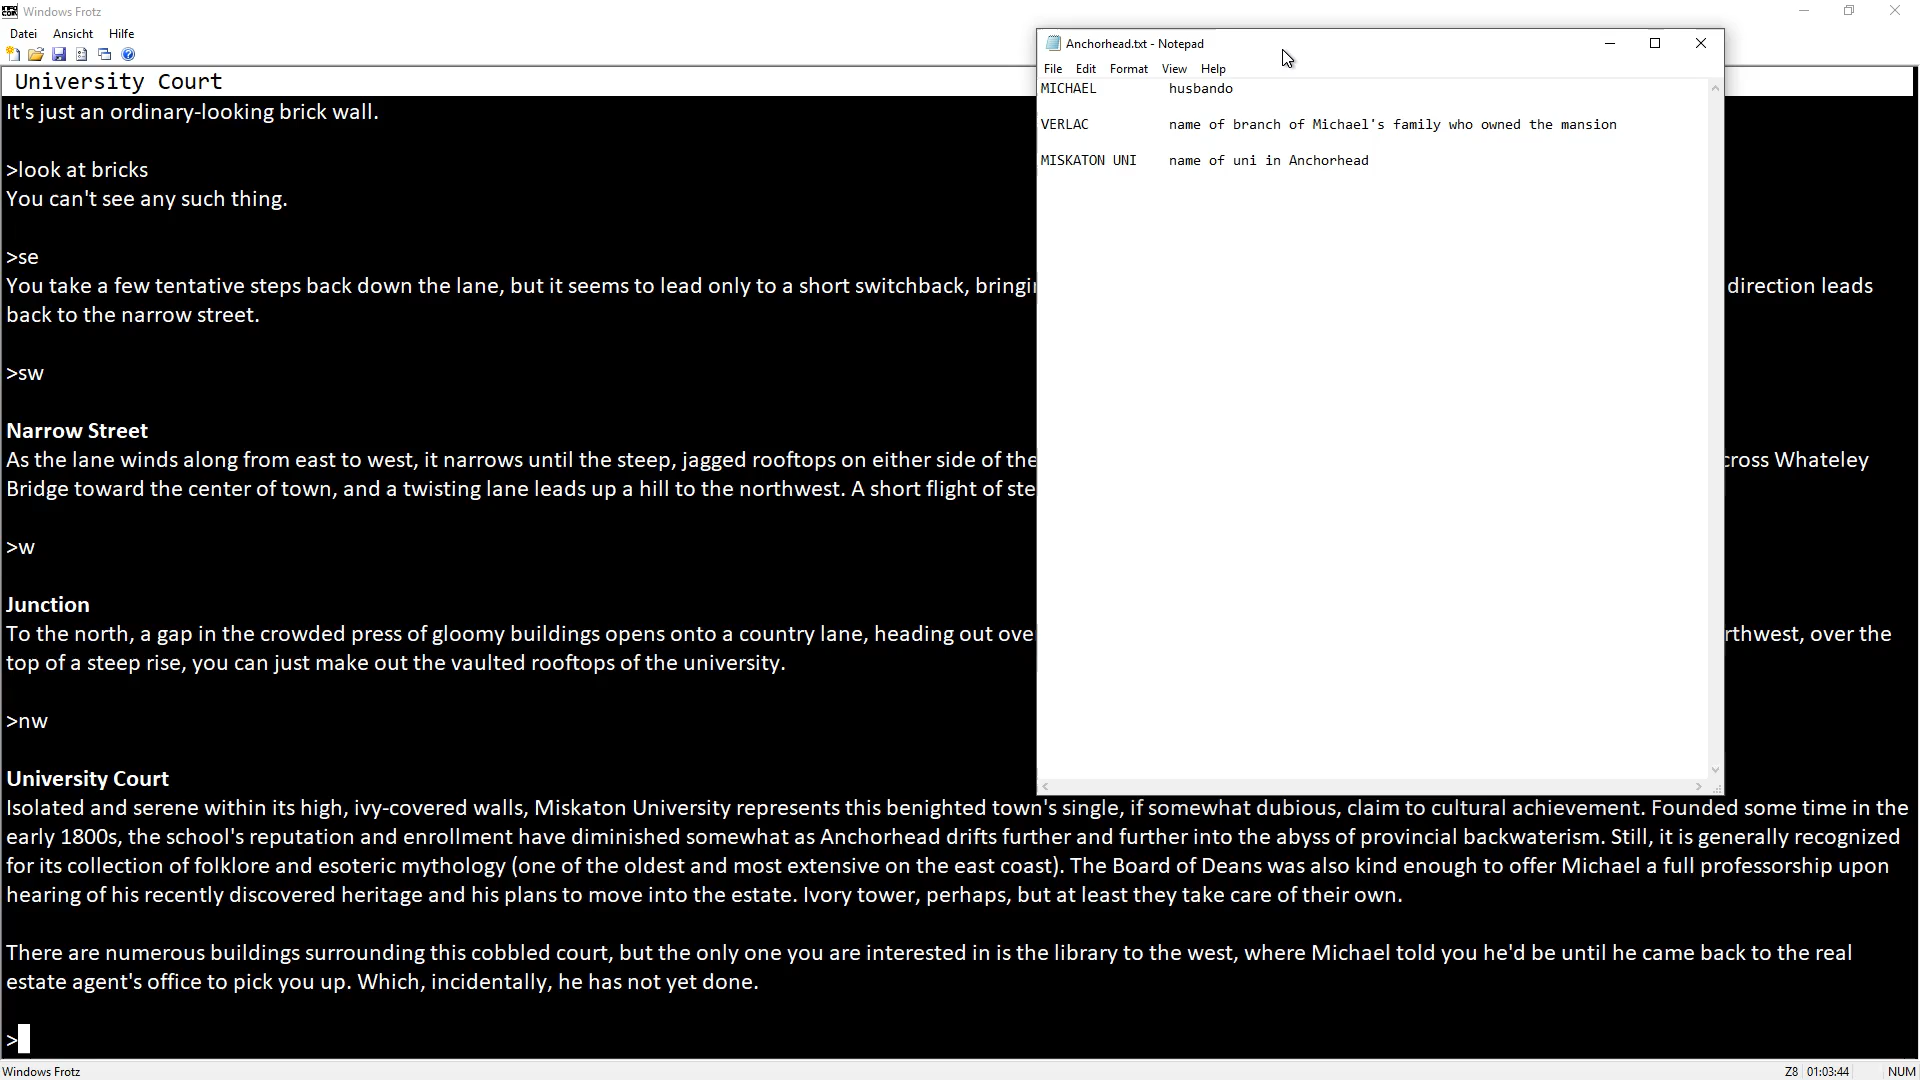 Windows Frotz
Datei Ansicht Hilfe
University Court
It's just an ordinary-looking brick wall.
>look at bricks
You can't see any such thing.
>se
You take a few tentative steps back down the lane, but it seems to lead only to a short switchback, direction leads
back to the narrow street.
>sw
Narrow Street
As the lane winds along from east to west, it narrows until the steep, jagged rooftops on either side of the Whateley
Bridge toward the center of town, and a twisting lane leads up a hill to the northwest. A short flight of
>w
Junction
To the north, a gap in the crowded press of gloomy buildings opens onto a country lane, heading out over the
top of a steep rise, you can just make out the vaulted rooftops of the university.
>nw
University Court
Isolated and serene within its high, ivy-covered walls, Miskaton University represents this benighted town's single, if somewhat dubious, claim to cultural achievement. Founded some time in the
early 1800s, the school's reputation and enrollment have diminished somewhat as Anchorhead drifts further and further into the abyss of provincial backwaterism. Still, it is generally recognized
for its collection of folklore and esoteric mythology (one of the oldest and most extensive on the east coast). The Board of Deans was also kind enough to offer Michael a full professorship upon
hearing of his recently discovered heritage and his plans to move into the estate. Ivory tower, perhaps, but at least they take care of their own.
There are numerous buildings surrounding this cobbled court, but the only one you are interested in is the library to the west, where Michael told you he'd be until he came back to the real
estate agent's office to pick you up. Which, incidentally, he has not yet done.
>
Anchorhead.txt - Notepad
File Edit Format View Help
MICHAEL husbando
VERLAC name of branch of Michael's family who owned the mansion
MISKATON UNI name of uni in Anchorhead
Windows Frotz
Z8 01:03:44 NUM